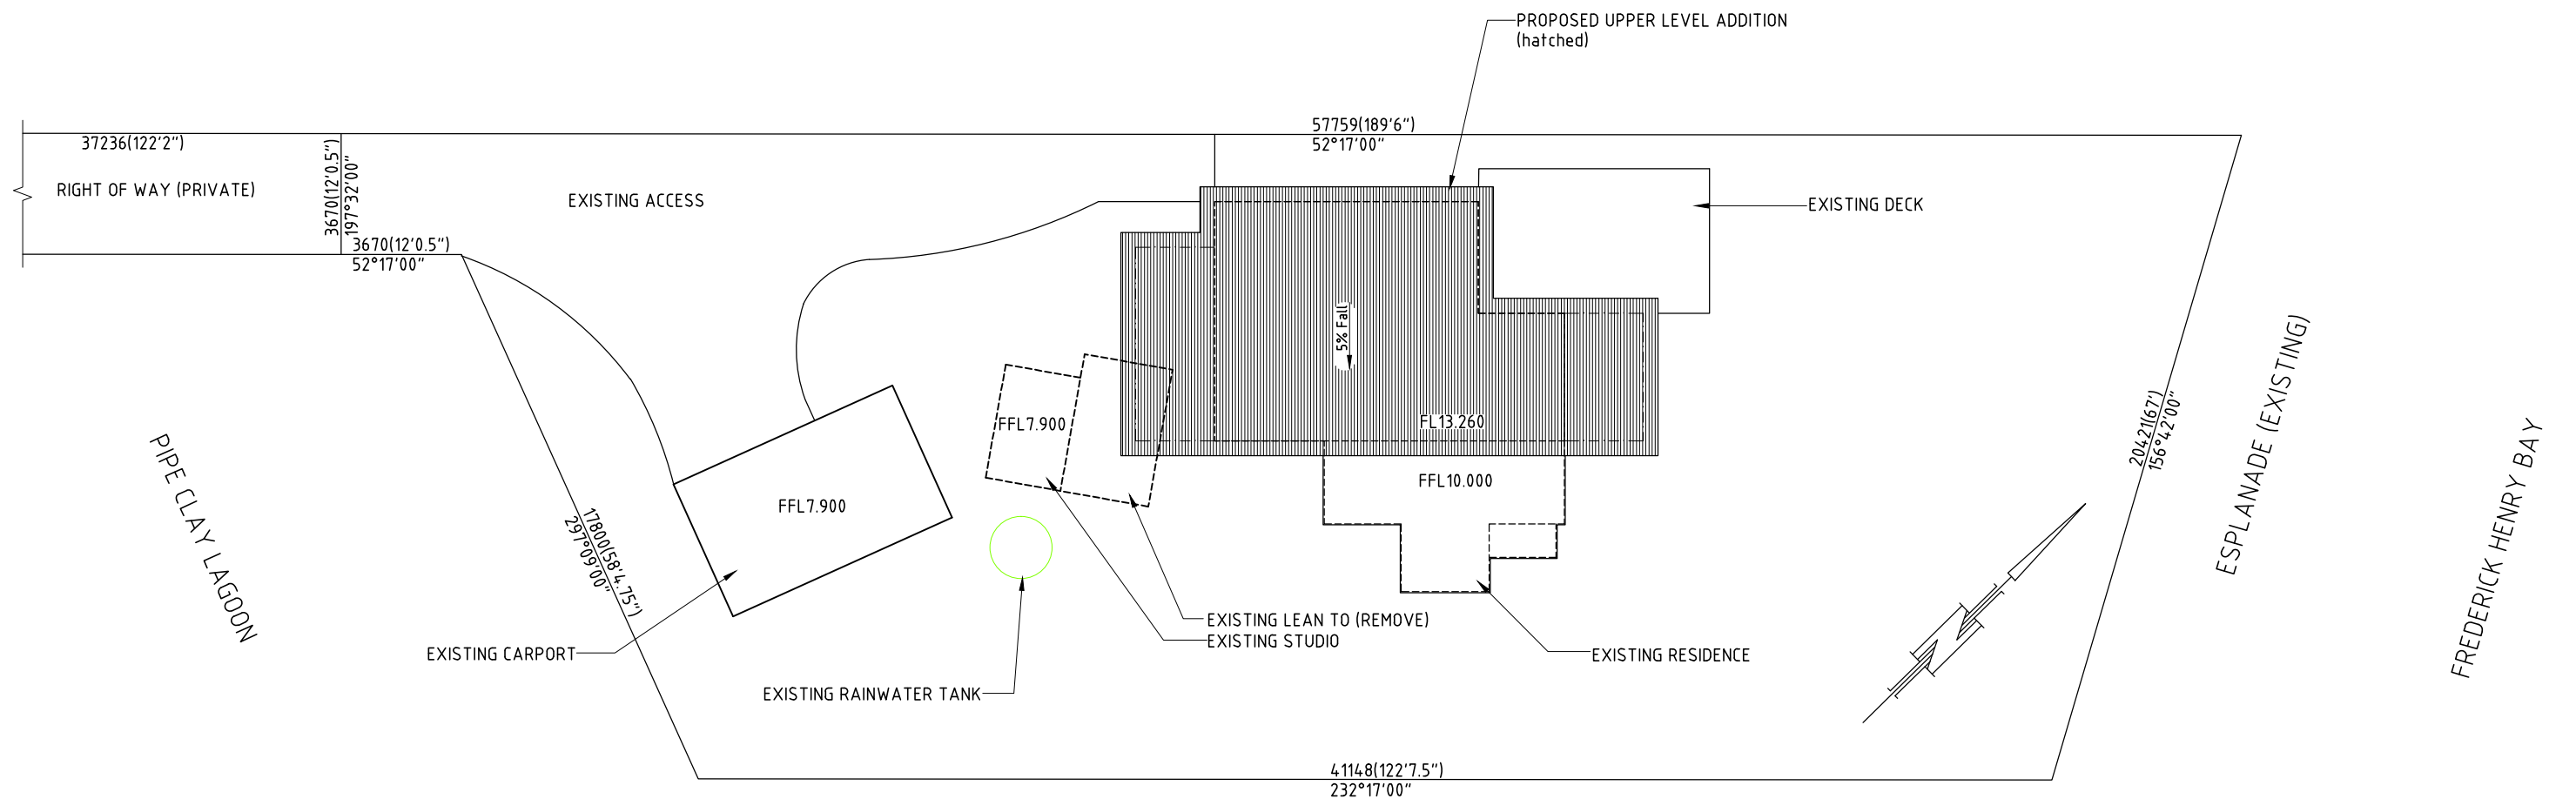 PROPOSED UPPER LEVEL ADDITION
(hatched)
57759(189'6")
52°17'00"
37236(122'2")
RIGHT OF WAY (PRIVATE)
3670(12'0.5")
197°32'00"
EXISTING ACCESS
EXISTING DECK
3670(12'0.5")
52°17'00"
5% Fall
FL13.260
FFL7.900
FFL10.000
FFL7.900
PIPE CLAY LAGOON
17800(58'4.75")
297°09'00"
20421(67')
156°42'00"
ESPLANADE (EXISTING)
FREDERICK HENRY BAY
EXISTING LEAN TO (REMOVE)
EXISTING STUDIO
EXISTING CARPORT
EXISTING RESIDENCE
EXISTING RAINWATER TANK
N
41148(122'7.5")
232°17'00"